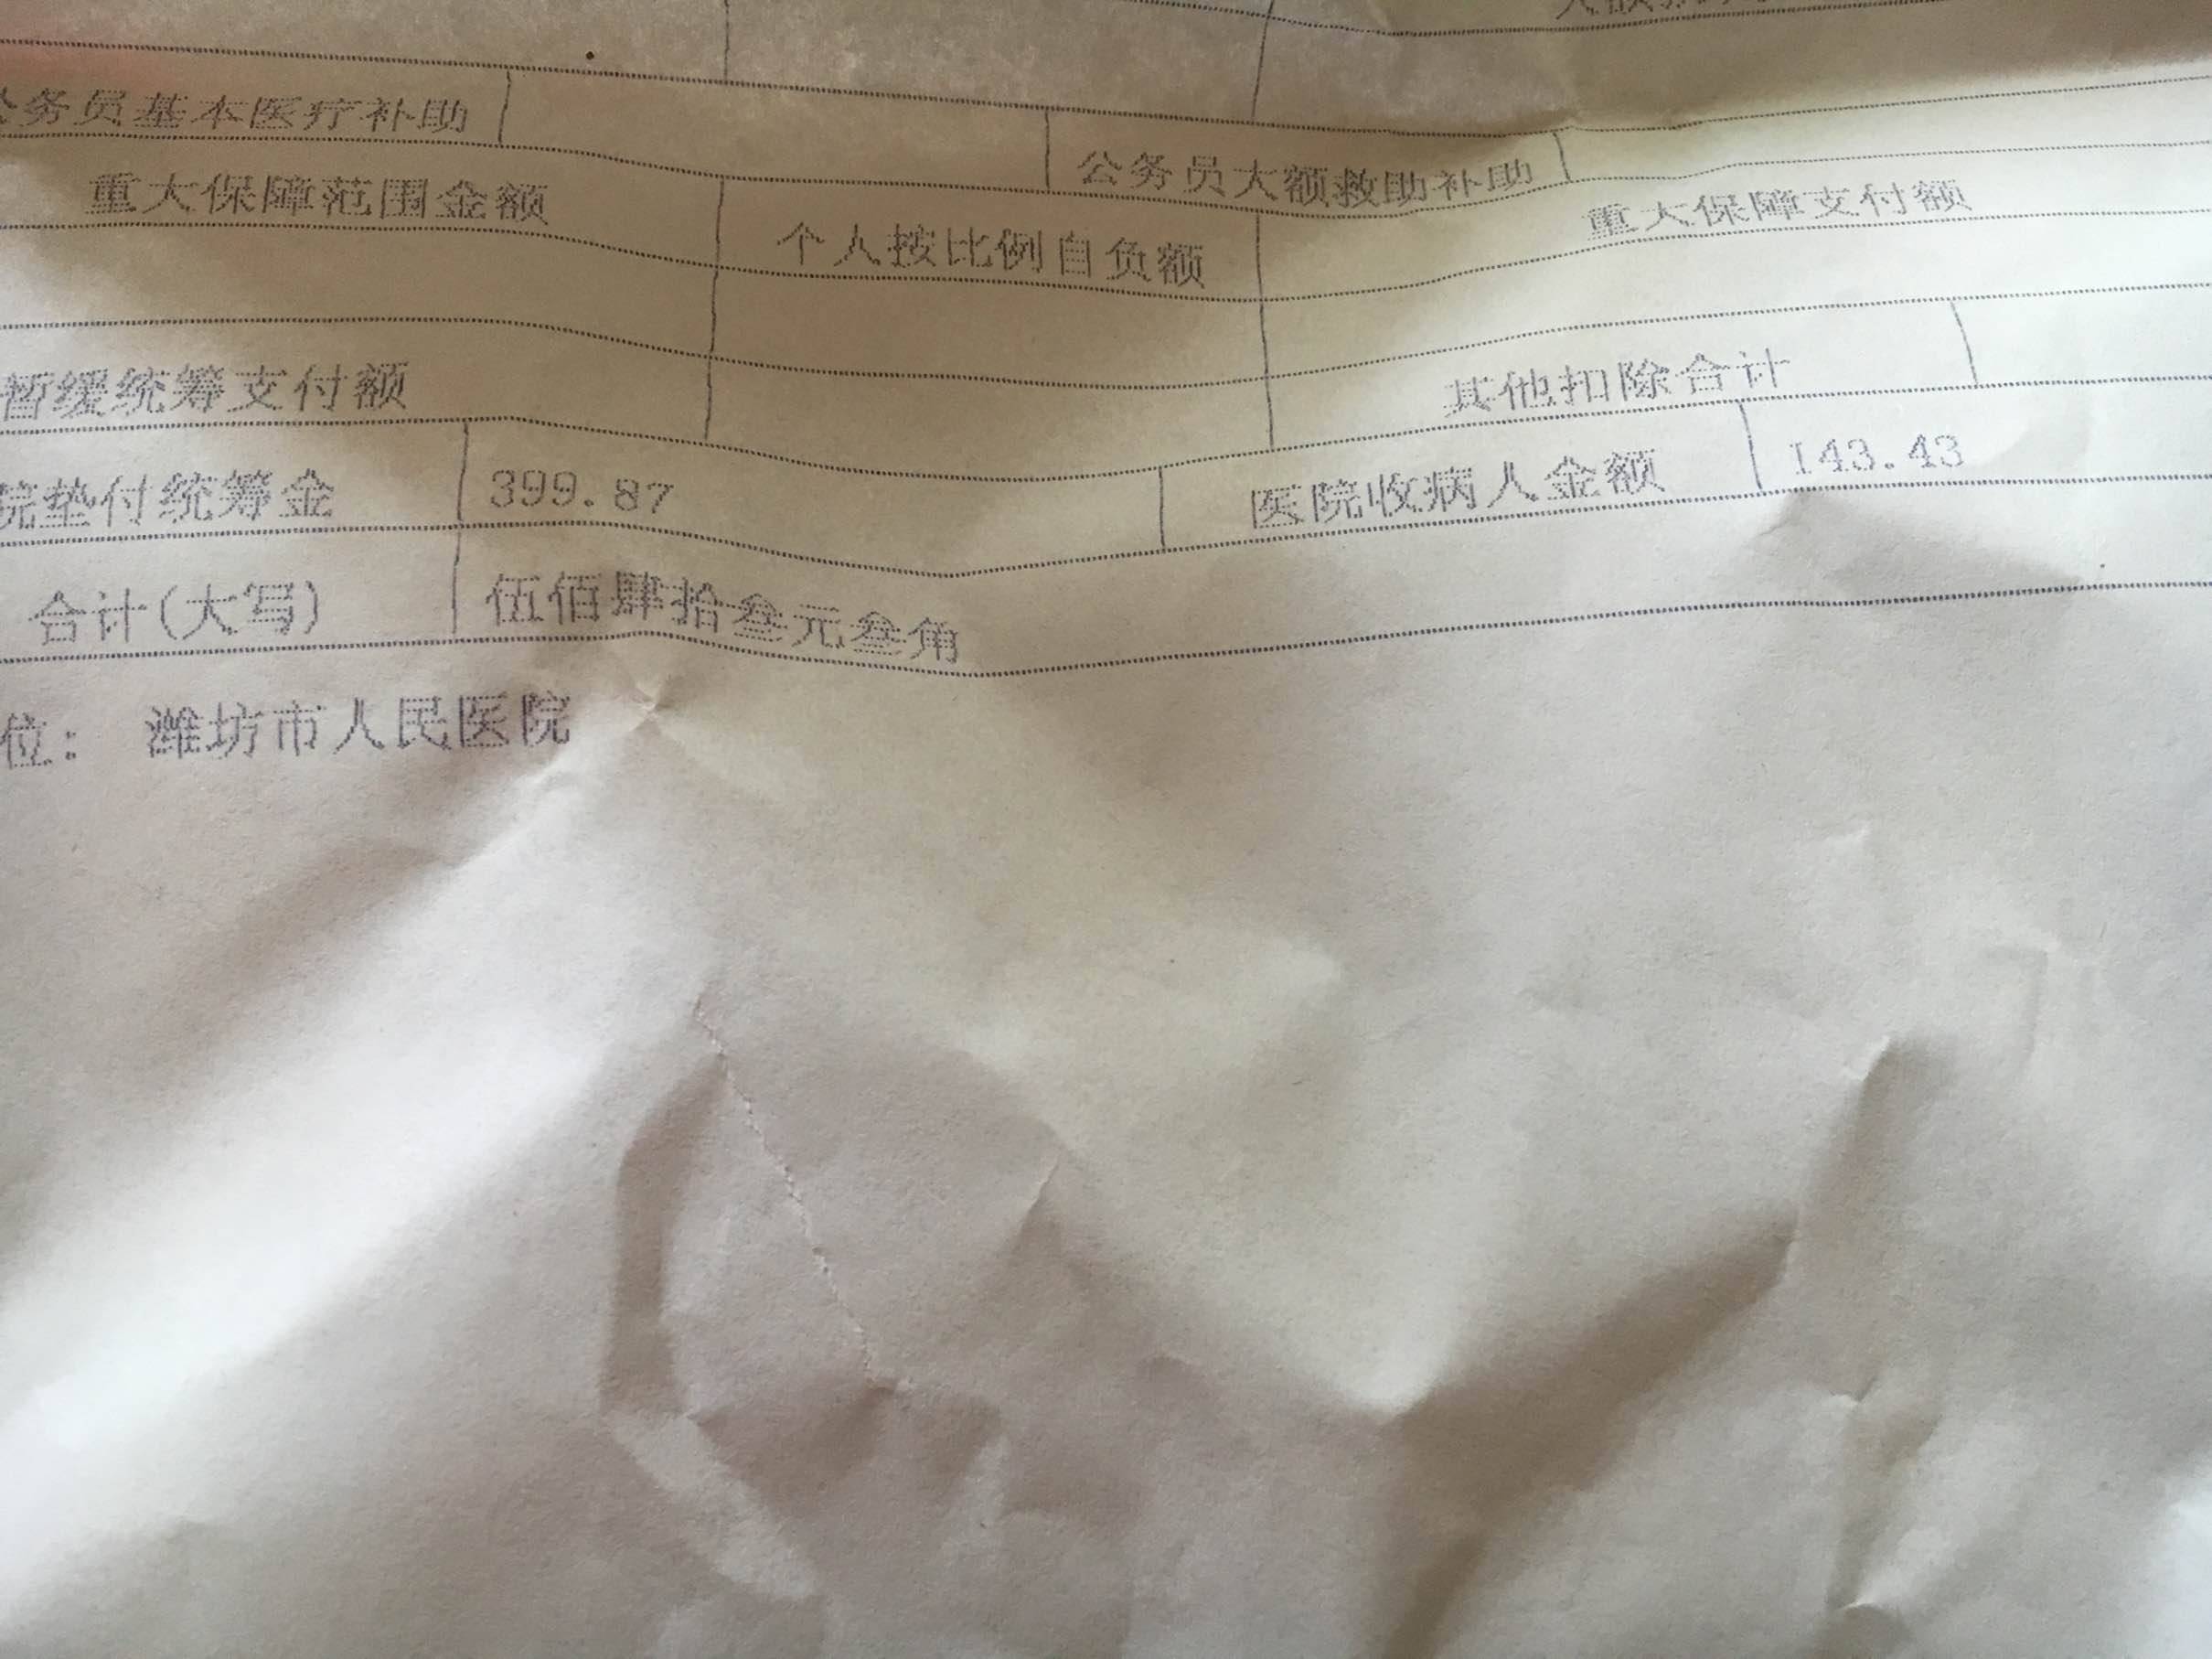 务员基本医疗补助 公务员大额救助补助
重大保障范围金额 个人按比例自负额 重大保障支付额
暂缓统筹支付额 其他扣除合计
院垫付统筹金 399.87 医院收病人金额 143.43
合计(大写) 伍佰肆拾叁元叁角
位: 潍坊市人民医院